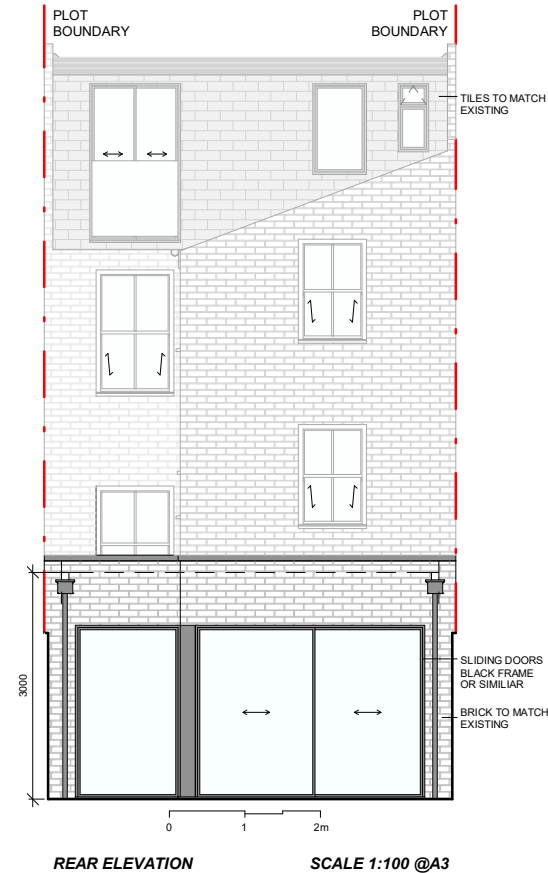 PLOT
BOUNDARY
PLOT
BOUNDARY
TILES TO MATCH
EXISTING
3000
SLIDING DOORS
BLACK FRAME
OR SIMILIAR
BRICK TO MATCH
EXISTING
0 1 2m
REAR ELEVATION SCALE 1:100 @A3